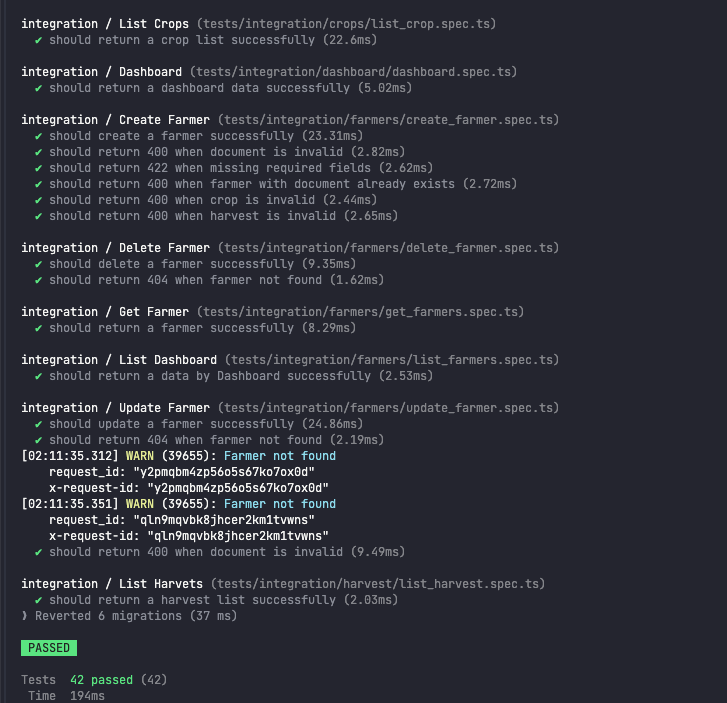 integration / List Crops (tests/integration/crops/list_crop.spec.ts)
✔ should return a crop list successfully (22.6ms)
integration / Dashboard (tests/integration/dashboard/dashboard.spec.ts)
✔ should return a dashboard data successfully (5.02ms)
integration / Create Farmer (tests/integration/farmers/create_farmer.spec.ts)
✔ should create a farmer successfully (23.31ms)
✔ should return 400 when document is invalid (2.82ms)
✔ should return 422 when missing required fields (2.62ms)
✔ should return 400 when farmer with document already exists (2.72ms)
✔ should return 400 when crop is invalid (2.44ms)
✔ should return 400 when harvest is invalid (2.65ms)
integration / Delete Farmer (tests/integration/farmers/delete_farmer.spec.ts)
✔ should delete a farmer successfully (9.35ms)
✔ should return 404 when farmer not found (1.62ms)
integration / Get Farmer (tests/integration/farmers/get_farmers.spec.ts)
✔ should return a farmer successfully (8.29ms)
integration / List Dashboard (tests/integration/farmers/list_farmers.spec.ts)
✔ should return a data by Dashboard successfully (2.53ms)
integration / Update Farmer (tests/integration/farmers/update_farmer.spec.ts)
✔ should update a farmer successfully (24.86ms)
✔ should return 404 when farmer not found (2.19ms)
[02:11:35.312] WARN (39655): Farmer not found
request_id: "y2pmqbm4zp56o5s67ko7ox0d"
x-request-id: "y2pmqbm4zp56o5s67ko7ox0d"
[02:11:35.351] WARN (39655): Farmer not found
request_id: "qln9mqvbk8jhcer2km1tvwns"
x-request-id: "qln9mqvbk8jhcer2km1tvwns"
✔ should return 400 when document is invalid (9.49ms)
integration / List Harvets (tests/integration/harvest/list_harvest.spec.ts)
✔ should return a harvest list successfully (2.03ms)
❯ Reverted 6 migrations (37 ms)
PASSED
Tests 42 passed (42)
Time 194ms